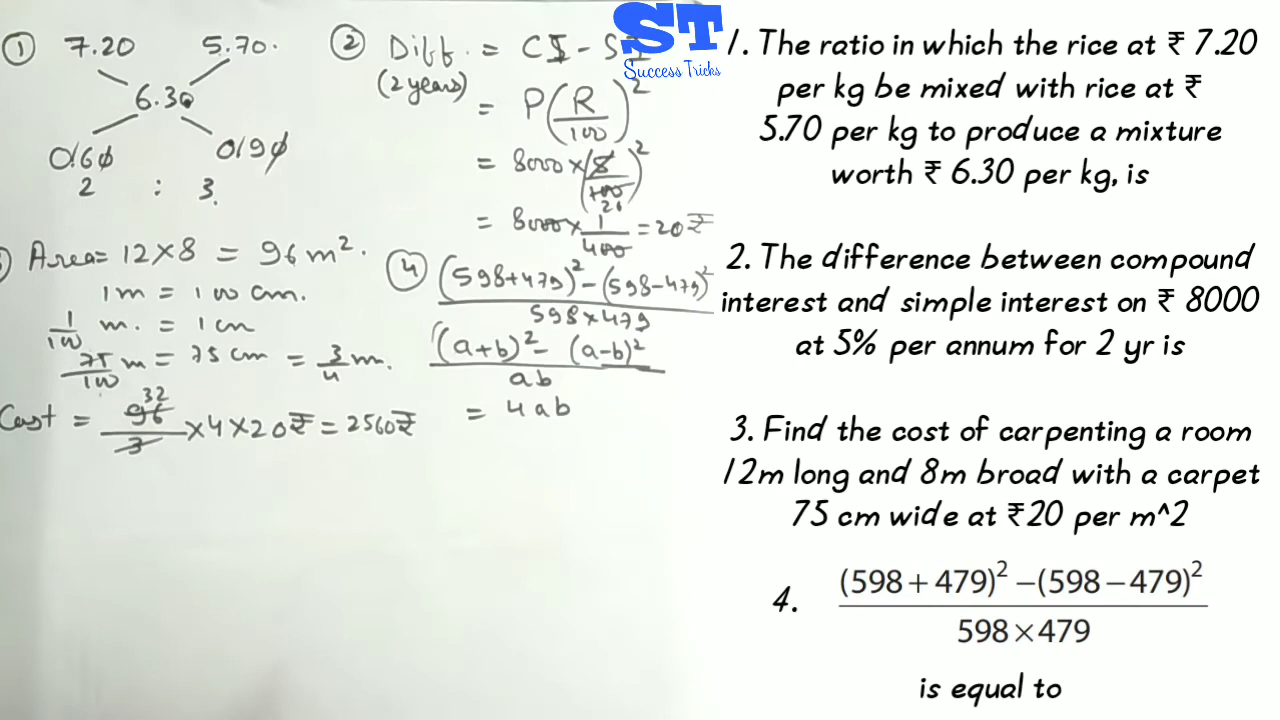 ① 7.20 5.70.
6.30
0.60 0.90
2 : 3.
② Diff. = CI - SI
(2 years)
= P(R/100)²
= 8000×(5/100)²
20
= 8000×1/400 = 20₹
) Area = 12×8 = 96 m².
1m = 100 cm.
1/100 m. = 1 cm
75/100 m = 75 cm = 3/4 m.
32
Cost = 96/3 ×4×20₹ = 2560₹
④ (598+479)² - (598-479)²
598×479
(a+b)² - (a-b)²
ab
= 4ab
ST
Success Tricks
1. The ratio in which the rice at ₹ 7.20
per kg be mixed with rice at ₹
5.70 per kg to produce a mixture
worth ₹ 6.30 per kg, is
2. The difference between compound
interest and simple interest on ₹ 8000
at 5% per annum for 2 yr is
3. Find the cost of carpenting a room
12m long and 8m broad with a carpet
75 cm wide at ₹20 per m^2
4. (598+479)² –(598–479)²
598×479
is equal to